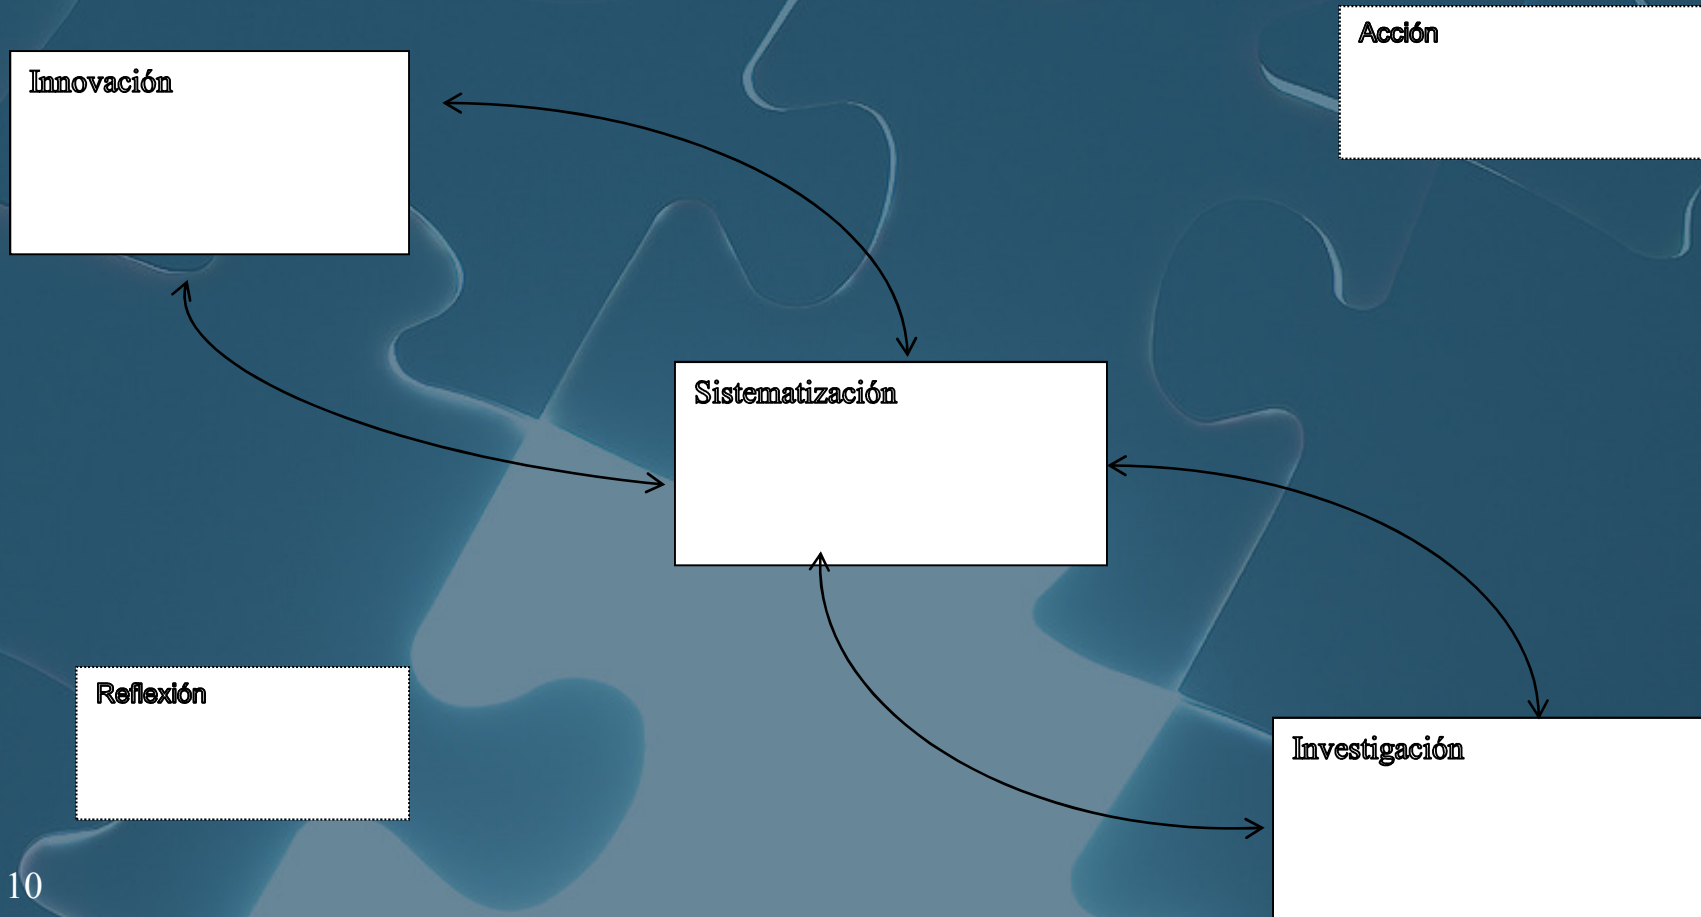 Acción
Innovación
Sistematización
Reflexión
Investigación
10